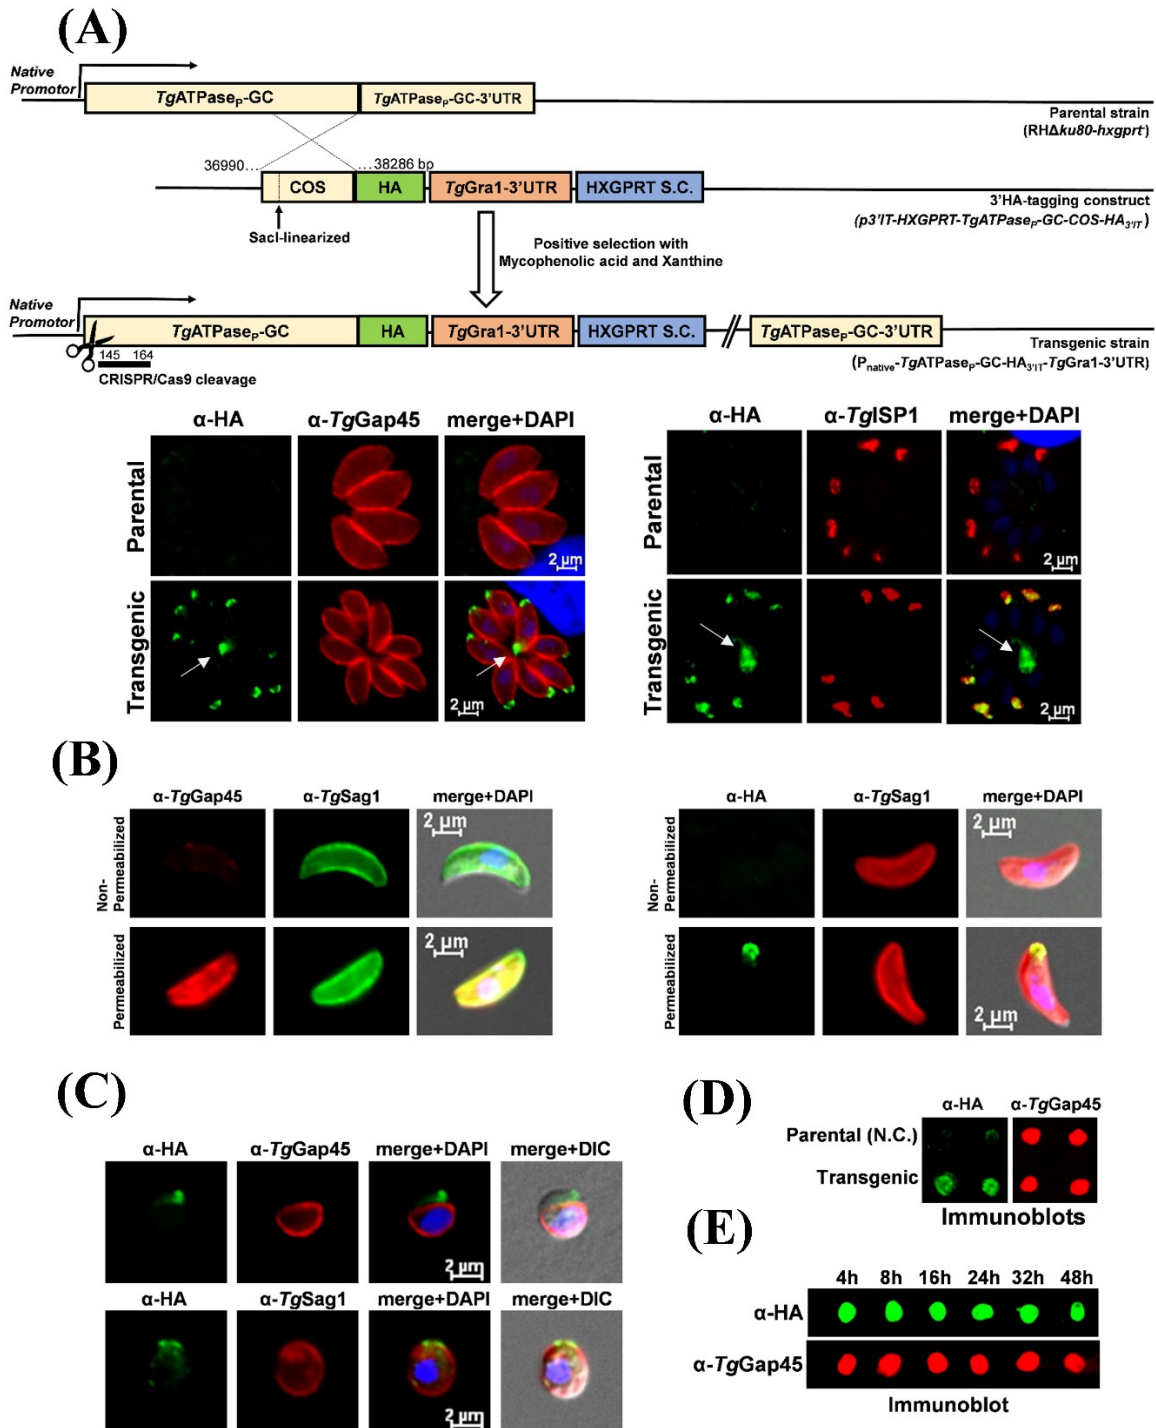 (A)
Native
Promotor
TgATPaseP-GC
TgATPaseP-GC-3'UTR
Parental strain
(RHΔku80-hxgprt-)
36990...
...38286 bp
COS
HA
TgGra1-3'UTR
HXGPRT S.C.
3'HA-tagging construct
(p3'IT-HXGPRT-TgATPaseP-GC-COS-HA3'IT)
SacI-linearized
Positive selection with
Mycophenolic acid and Xanthine
Native
Promotor
TgATPaseP-GC
HA
TgGra1-3'UTR
HXGPRT S.C.
TgATPaseP-GC-3'UTR
145 164
CRISPR/Cas9 cleavage
Transgenic strain
(Pnative-TgATPaseP-GC-HA3'IT-TgGra1-3'UTR)
α-HA α-TgGap45 merge+DAPI
Parental
2 µm
Transgenic
2 µm
α-HA α-TgISP1 merge+DAPI
Parental
2 µm
Transgenic
2 µm
(B)
α-TgGap45 α-TgSag1 merge+DAPI
Non-
Permeabilized
2 µm
Permeabilized
2 µm
α-HA α-TgSag1 merge+DAPI
Non-
Permeabilized
2 µm
Permeabilized
2 µm
(C)
α-HA α-TgGap45 merge+DAPI merge+DIC
2 µm
α-HA α-TgSag1 merge+DAPI merge+DIC
2 µm
(D)
α-HA α-TgGap45
Parental (N.C.)
Transgenic
Immunoblots
(E)
4h 8h 16h 24h 32h 48h
α-HA
α-TgGap45
Immunoblot